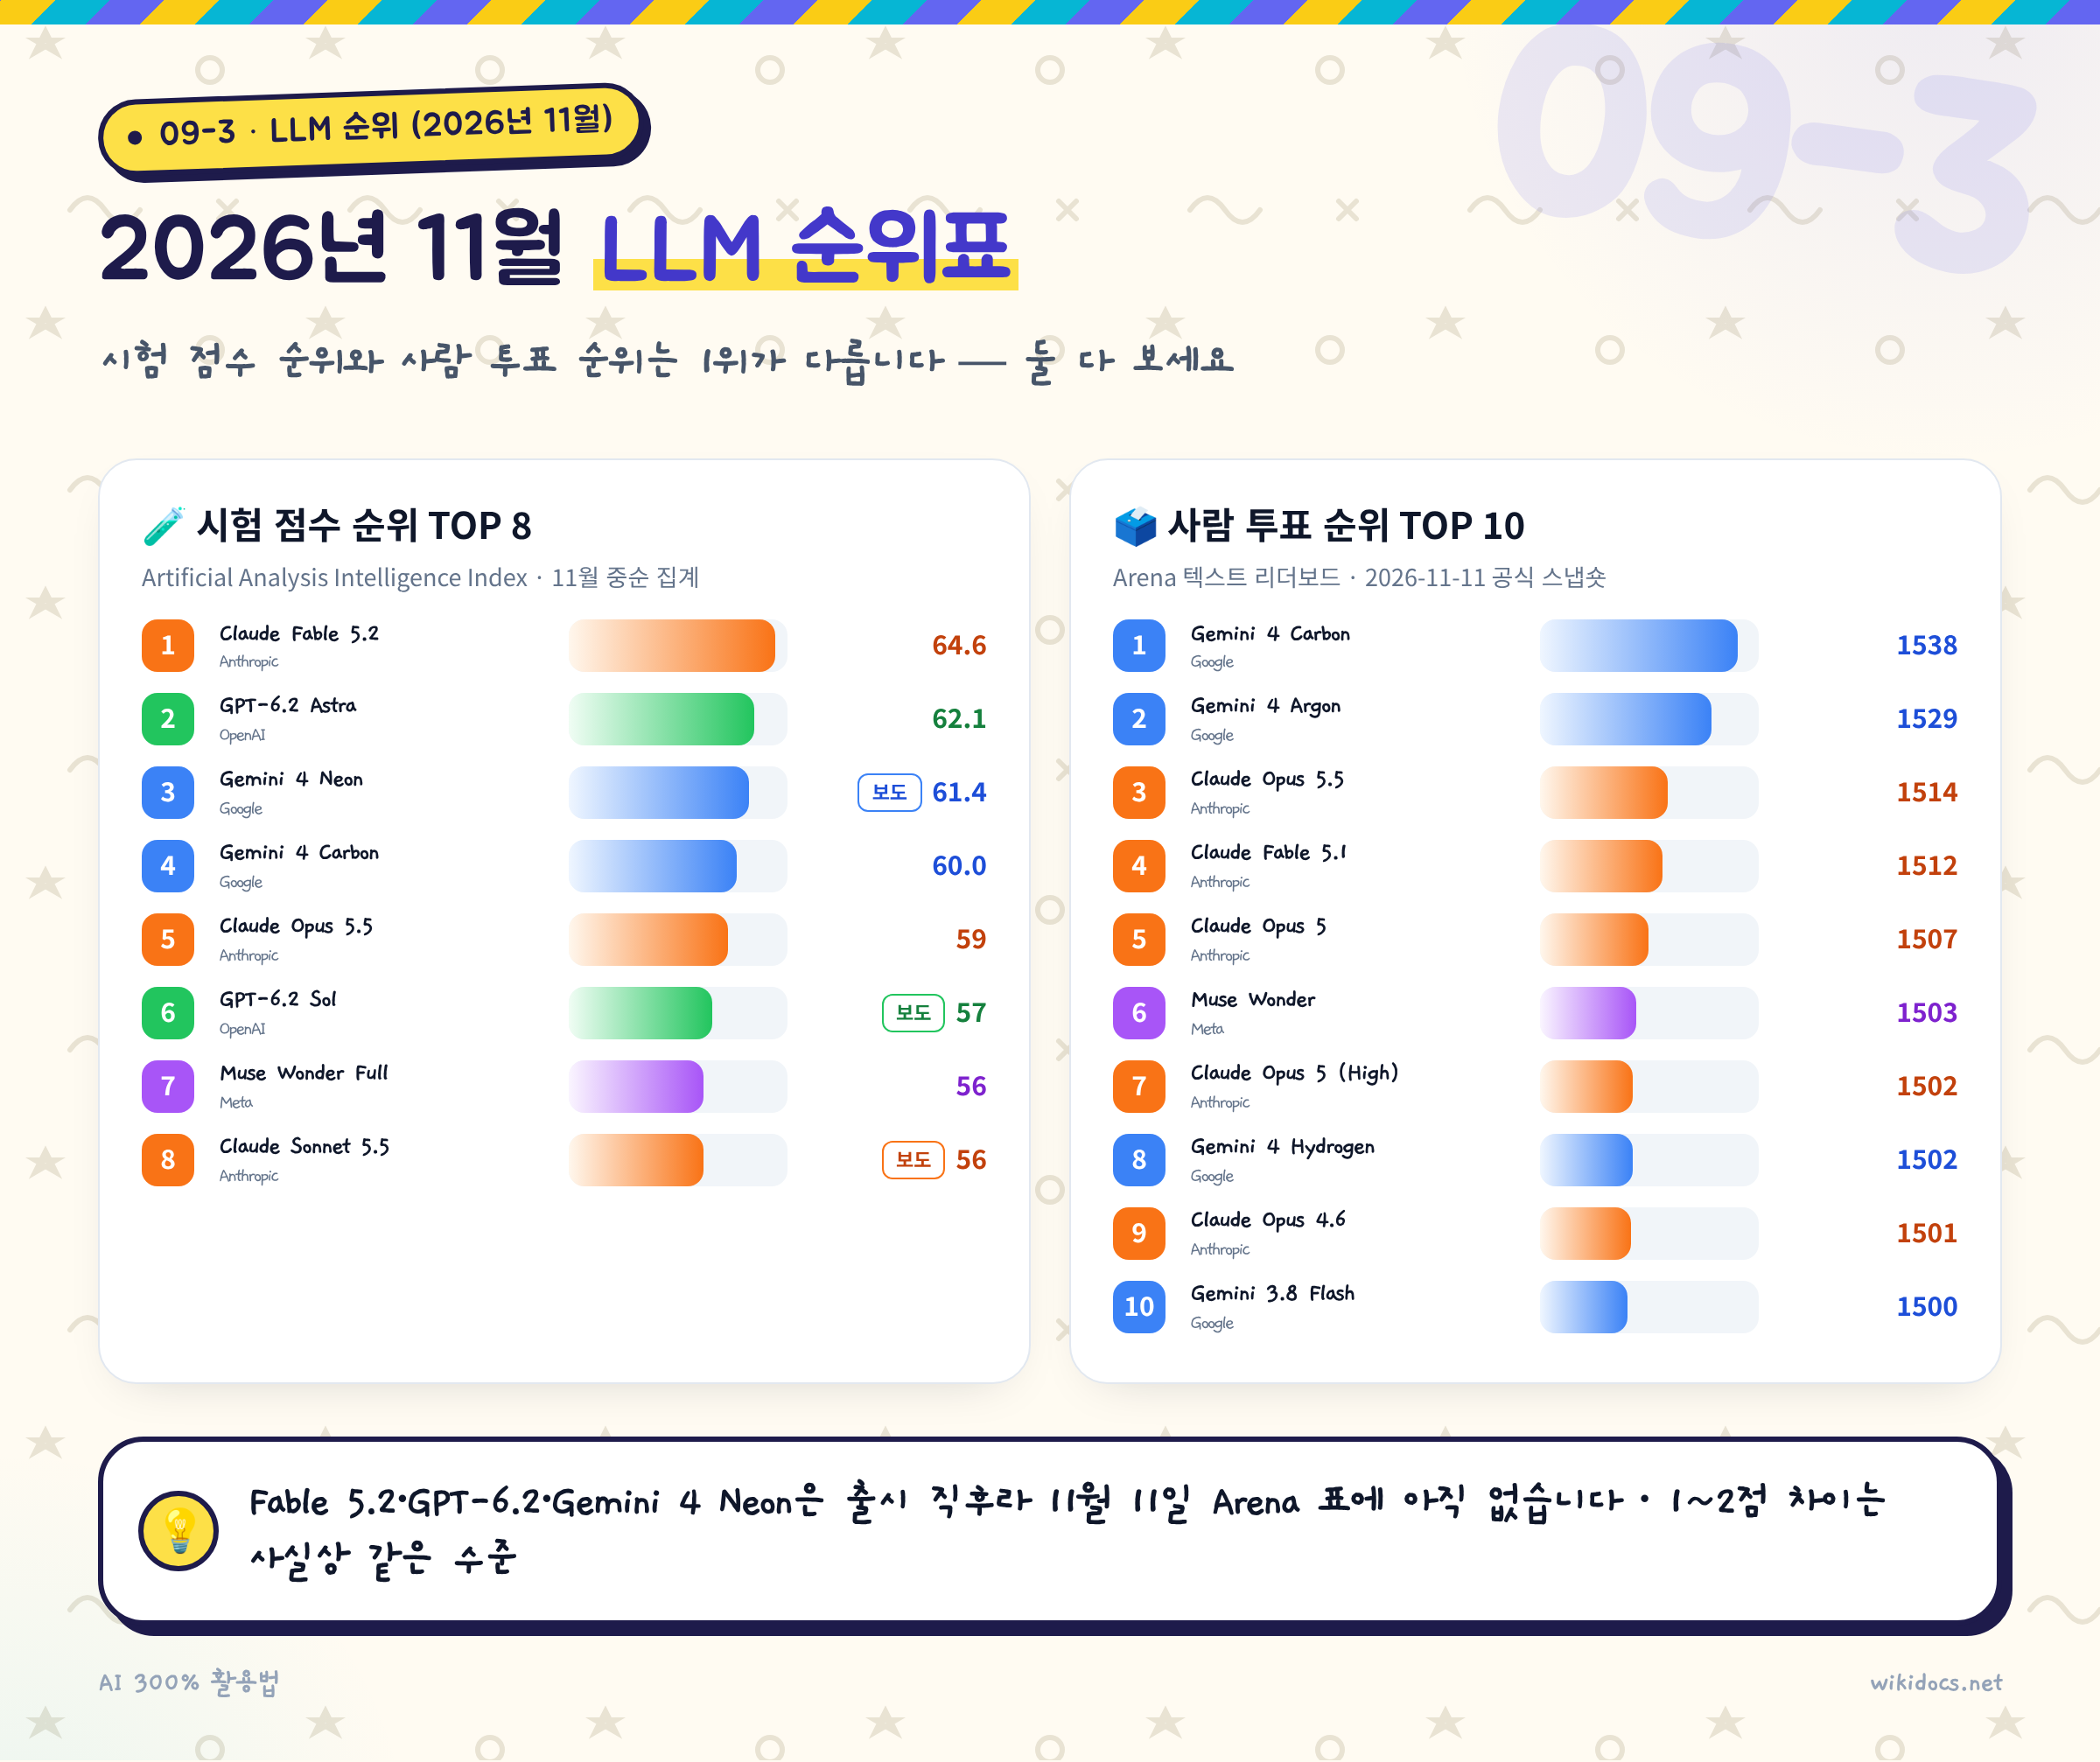 09-3
• 09-3 · LLM 순위 (2026년 11월)
2026년 11월 LLM 순위표
시험 점수 순위와 사람 투표 순위는 1위가 다릅니다 — 둘 다 보세요
시험 점수 순위 TOP 8
Artificial Analysis Intelligence Index · 11월 중순 집계
1 Claude Fable 5.2 64.6
Anthropic
2 GPT-6.2 Astra 62.1
OpenAI
3 Gemini 4 Neon 보도 61.4
Google
4 Gemini 4 Carbon 60.0
Google
5 Claude Opus 5.5 59
Anthropic
6 GPT-6.2 Sol 보도 57
OpenAI
7 Muse Wonder Full 56
Meta
8 Claude Sonnet 5.5 보도 56
Anthropic
사람 투표 순위 TOP 10
Arena 텍스트 리더보드 · 2026-11-11 공식 스냅숏
1 Gemini 4 Carbon 1538
Google
2 Gemini 4 Argon 1529
Google
3 Claude Opus 5.5 1514
Anthropic
4 Claude Fable 5.1 1512
Anthropic
5 Claude Opus 5 1507
Anthropic
6 Muse Wonder 1503
Meta
7 Claude Opus 5 (High) 1502
Anthropic
8 Gemini 4 Hydrogen 1502
Google
9 Claude Opus 4.6 1501
Anthropic
10 Gemini 3.8 Flash 1500
Google
Fable 5.2·GPT-6.2·Gemini 4 Neon은 출시 직후라 11월 11일 Arena 표에 아직 없습니다 · 1~2점 차이는
사실상 같은 수준
AI 300% 활용법
wikidocs.net